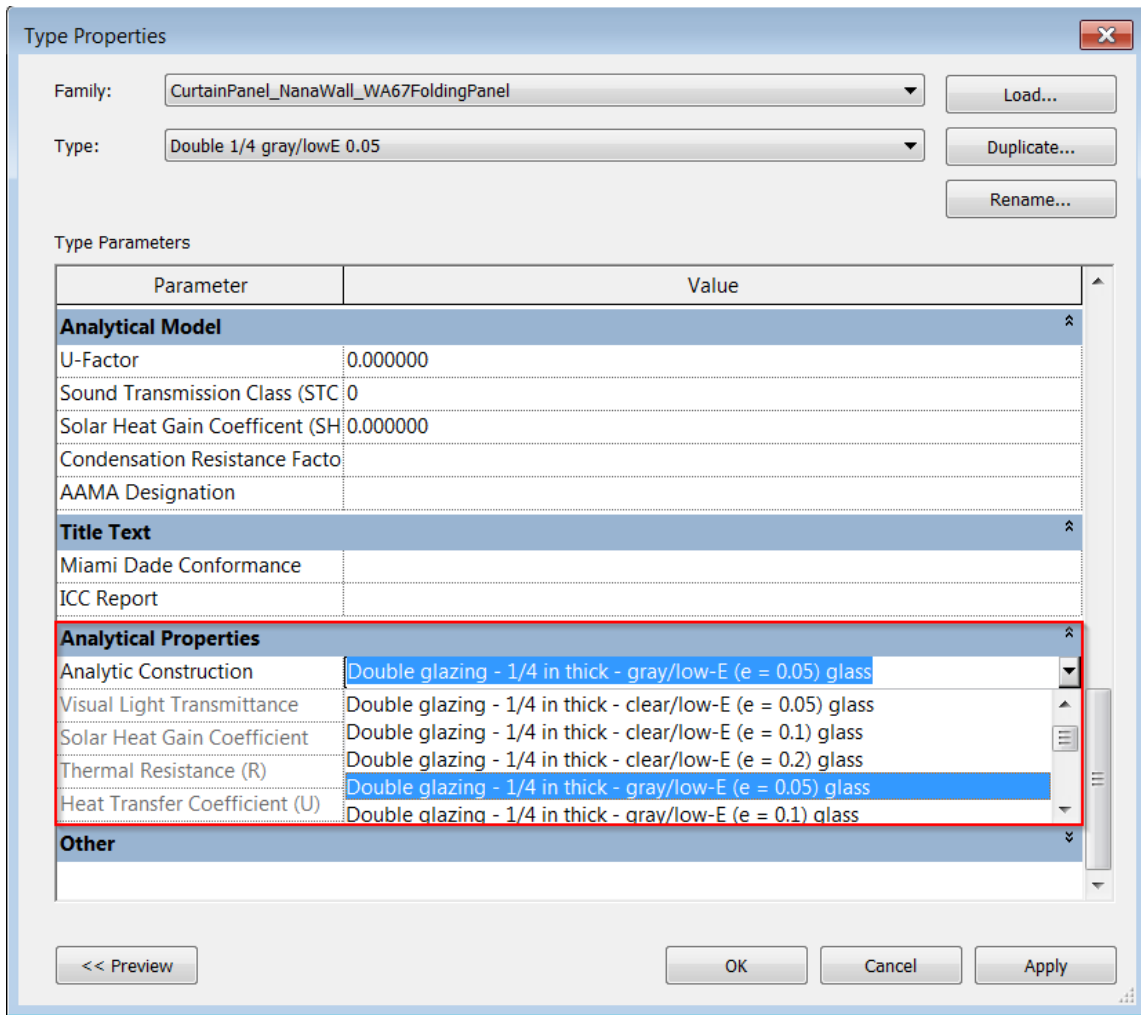 Type Properties
Family: CurtainPanel_NanaWall_WA67FoldingPanel Load...
Type: Double 1/4 gray/lowE 0.05 Duplicate...
Rename...
Type Parameters
Parameter Value
Analytical Model
U-Factor 0.000000
Sound Transmission Class (STC 0
Solar Heat Gain Coefficent (SH 0.000000
Condensation Resistance Facto
AAMA Designation
Title Text
Miami Dade Conformance
ICC Report
Analytical Properties
Analytic Construction Double glazing - 1/4 in thick - gray/low-E (e = 0.05) glass
Visual Light Transmittance Double glazing - 1/4 in thick - clear/low-E (e = 0.05) glass
Solar Heat Gain Coefficient Double glazing - 1/4 in thick - clear/low-E (e = 0.1) glass
Thermal Resistance (R) Double glazing - 1/4 in thick - clear/low-E (e = 0.2) glass
Double glazing - 1/4 in thick - gray/low-E (e = 0.05) glass
Heat Transfer Coefficient (U) Double glazing - 1/4 in thick - gray/low-E (e = 0.1) glass
Other
<< Preview OK Cancel Apply